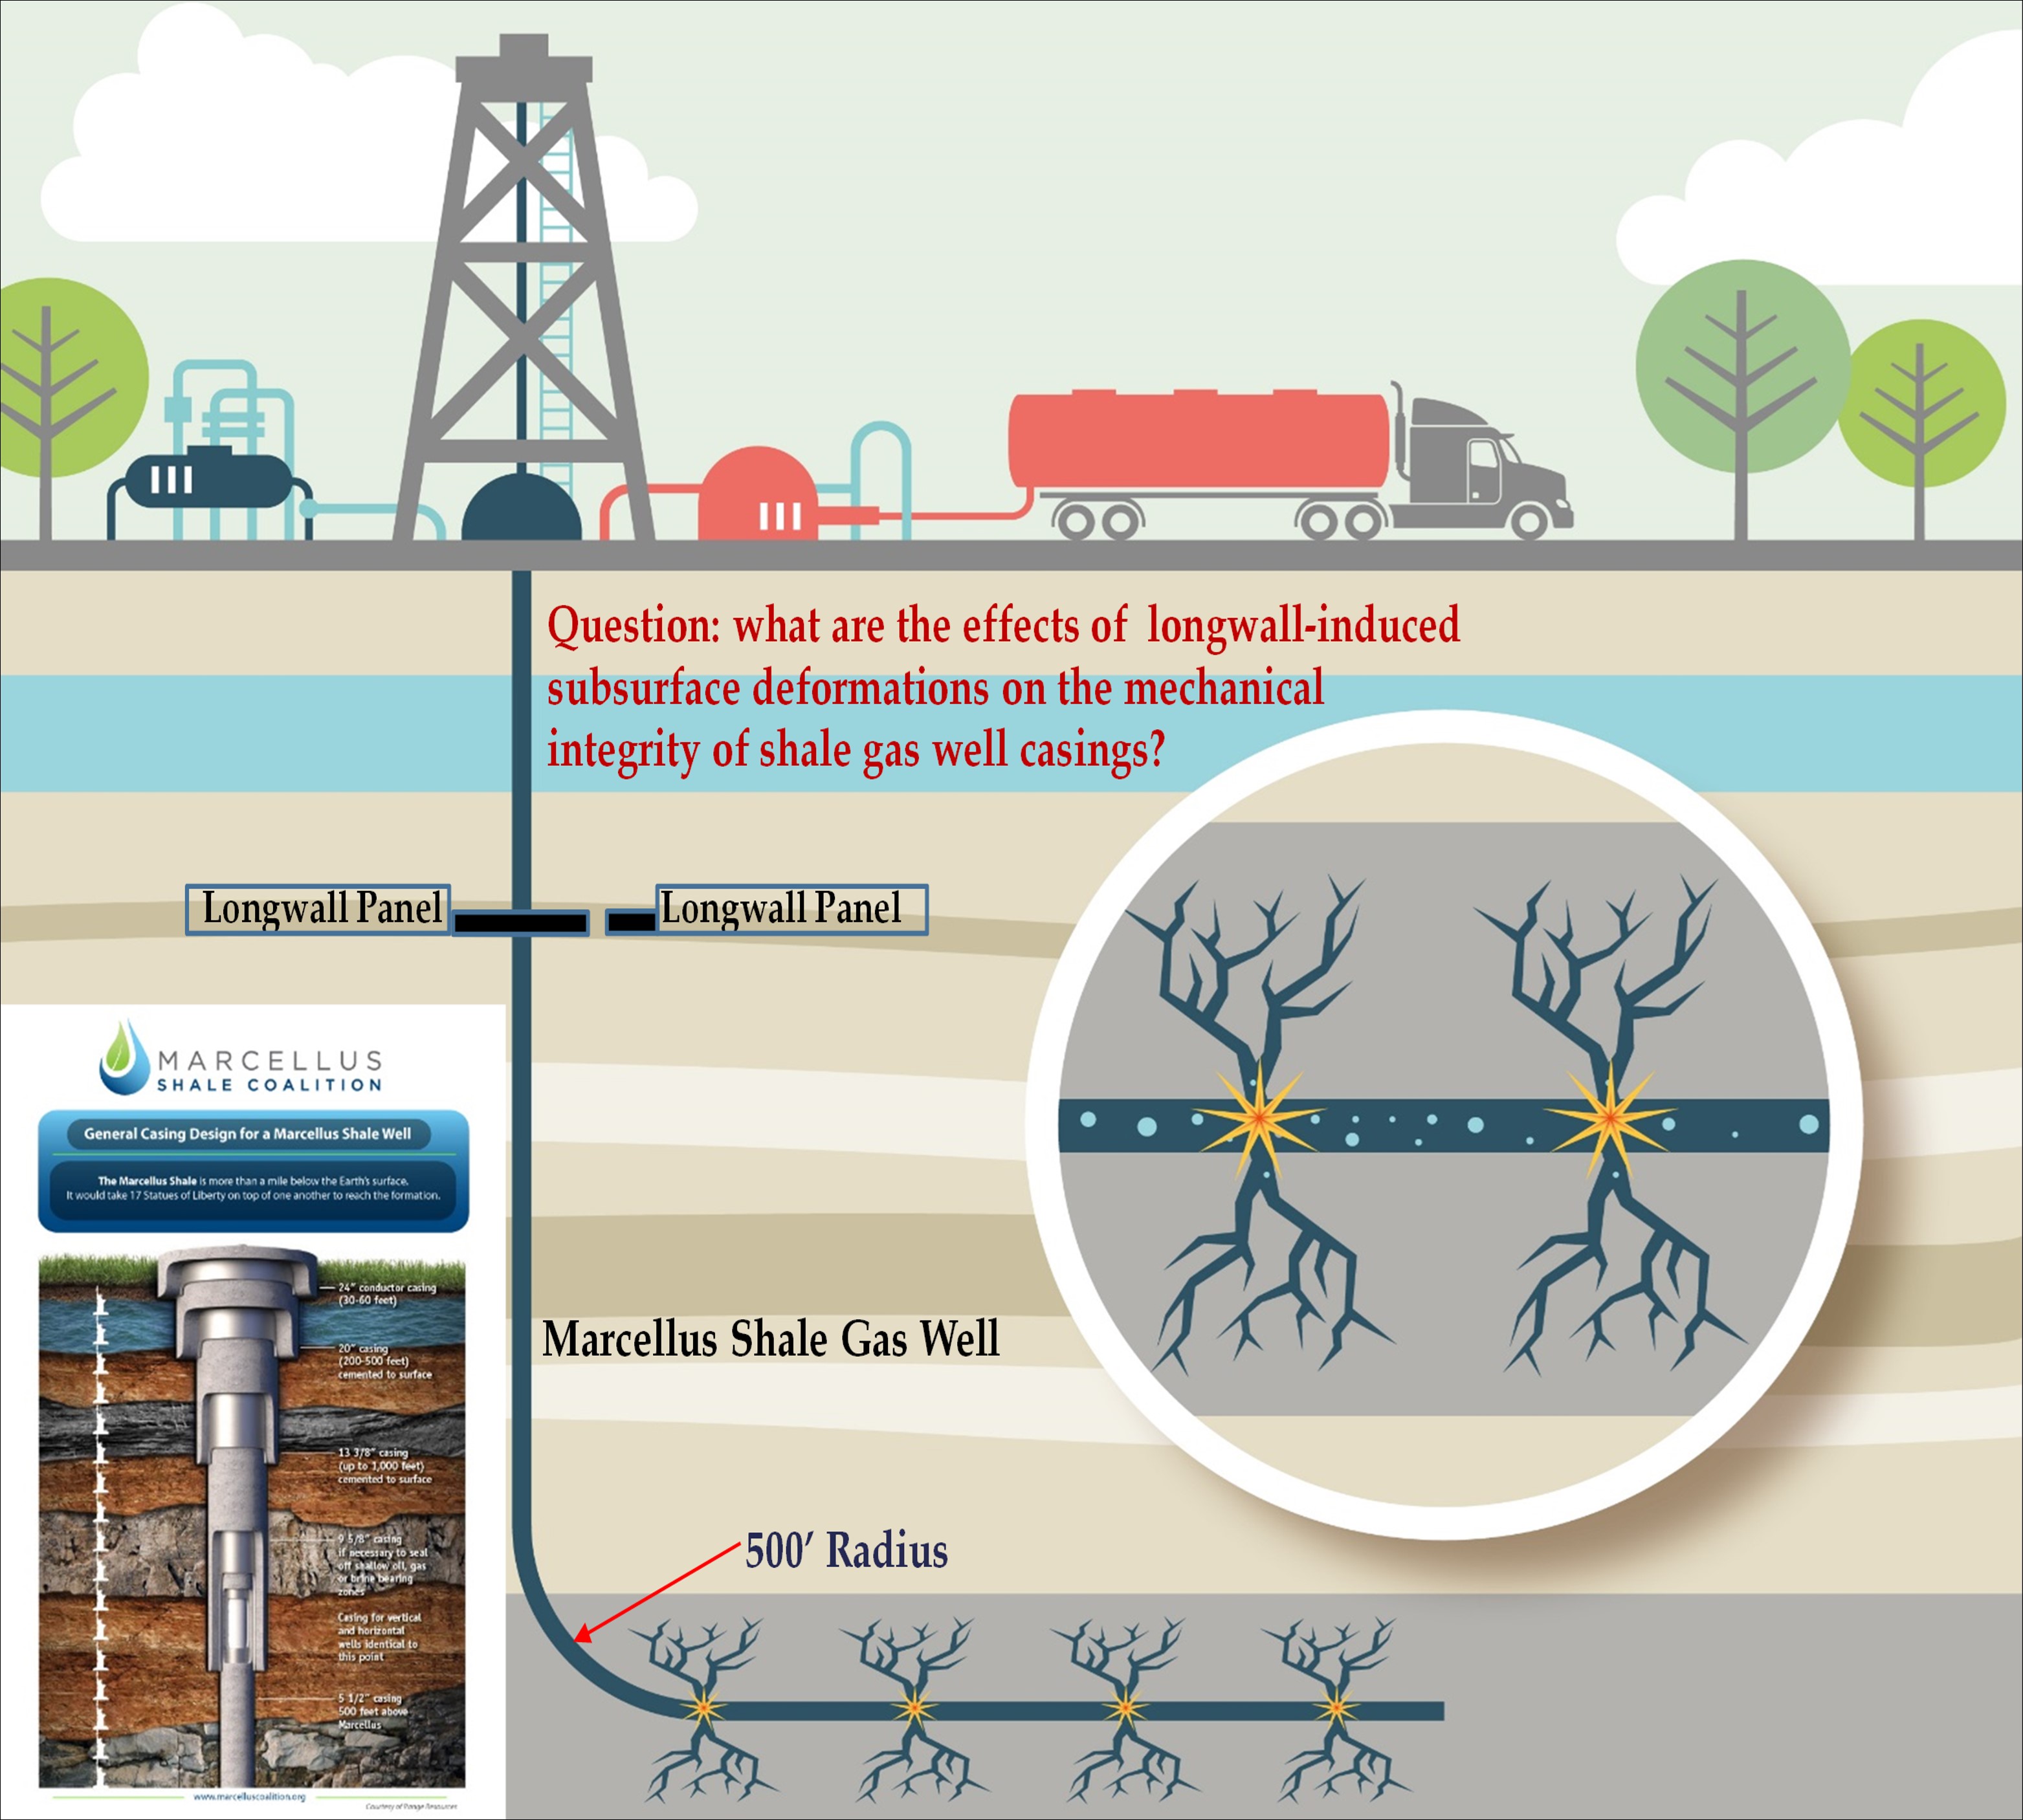 Question: what are the effects of longwall-induced
subsurface deformations on the mechanical
integrity of shale gas well casings?
Longwall Panel
Longwall Panel
MARCELLUS
SHALE COALITION
General Casing Design for a Marcellus Shale Well
The Marcellus Shale is more than a mile below the Earth's surface.
It would take 17 Statues of Liberty on top of one another to reach the formation.
24" conductor casing
(30-60 feet)
20" casing
(200-500 feet)
cemented to surface
13 3/8" casing
(up to 1,000 feet)
cemented to surface
9 5/8" casing
if necessary to seal
off shallow oil, gas
or brine bearing
zones
Casing for vertical
and horizontal
wells identical to
this point
5 1/2" casing
500 feet above
Marcellus
www.marcelluscoalition.org
Courtesy of Range Resources
Marcellus Shale Gas Well
500’ Radius